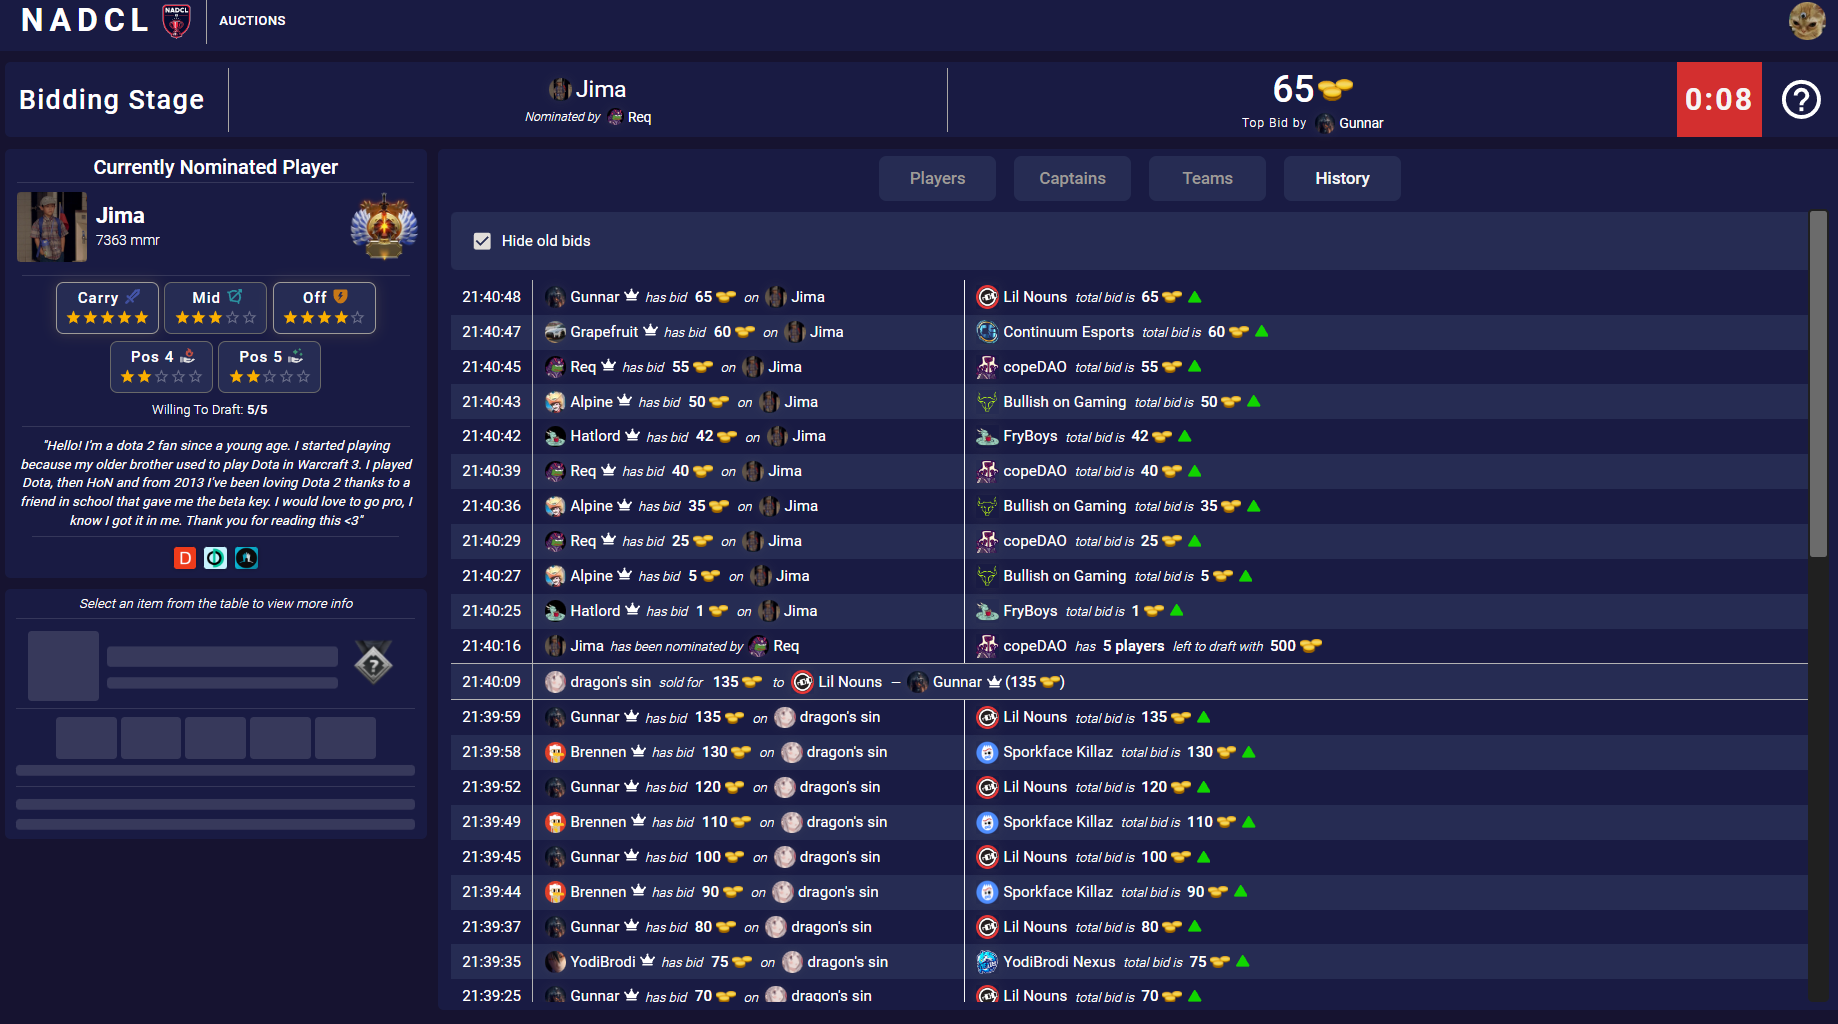 NADCL
NADCL
AUCTIONS
Bidding Stage
Jima
Nominated by Req
65
Top Bid by Gunnar
0:08
?
Currently Nominated Player
Jima
7363 mmr
Carry
Mid
Off
Pos 4
Pos 5
Willing To Draft: 5/5
"Hello! I'm a dota 2 fan since a young age. I started playing
because my older brother used to play Dota in Warcraft 3. I played
Dota, then HoN and from 2013 I've been loving Dota 2 thanks to a
friend in school that gave me the beta key. I would love to go pro, I
know I got it in me. Thank you for reading this <3"
D
Select an item from the table to view more info
?
Players
Captains
Teams
History
Hide old bids
21:40:48 Gunnar has bid 65 on Jima Lil Nouns total bid is 65
21:40:47 Grapefruit has bid 60 on Jima Continuum Esports total bid is 60
21:40:45 Req has bid 55 on Jima copeDAO total bid is 55
21:40:43 Alpine has bid 50 on Jima Bullish on Gaming total bid is 50
21:40:42 Hatlord has bid 42 on Jima FryBoys total bid is 42
21:40:39 Req has bid 40 on Jima copeDAO total bid is 40
21:40:36 Alpine has bid 35 on Jima Bullish on Gaming total bid is 35
21:40:29 Req has bid 25 on Jima copeDAO total bid is 25
21:40:27 Alpine has bid 5 on Jima Bullish on Gaming total bid is 5
21:40:25 Hatlord has bid 1 on Jima FryBoys total bid is 1
21:40:16 Jima has been nominated by Req copeDAO has 5 players left to draft with 500
21:40:09 dragon's sin sold for 135 to Lil Nouns – Gunnar (135)
21:39:59 Gunnar has bid 135 on dragon's sin Lil Nouns total bid is 135
21:39:58 Brennen has bid 130 on dragon's sin Sporkface Killaz total bid is 130
21:39:52 Gunnar has bid 120 on dragon's sin Lil Nouns total bid is 120
21:39:49 Brennen has bid 110 on dragon's sin Sporkface Killaz total bid is 110
21:39:45 Gunnar has bid 100 on dragon's sin Lil Nouns total bid is 100
21:39:44 Brennen has bid 90 on dragon's sin Sporkface Killaz total bid is 90
21:39:37 Gunnar has bid 80 on dragon's sin Lil Nouns total bid is 80
21:39:35 YodiBrodi has bid 75 on dragon's sin YodiBrodi Nexus total bid is 75
21:39:25 Gunnar has bid 70 on dragon's sin Lil Nouns total bid is 70